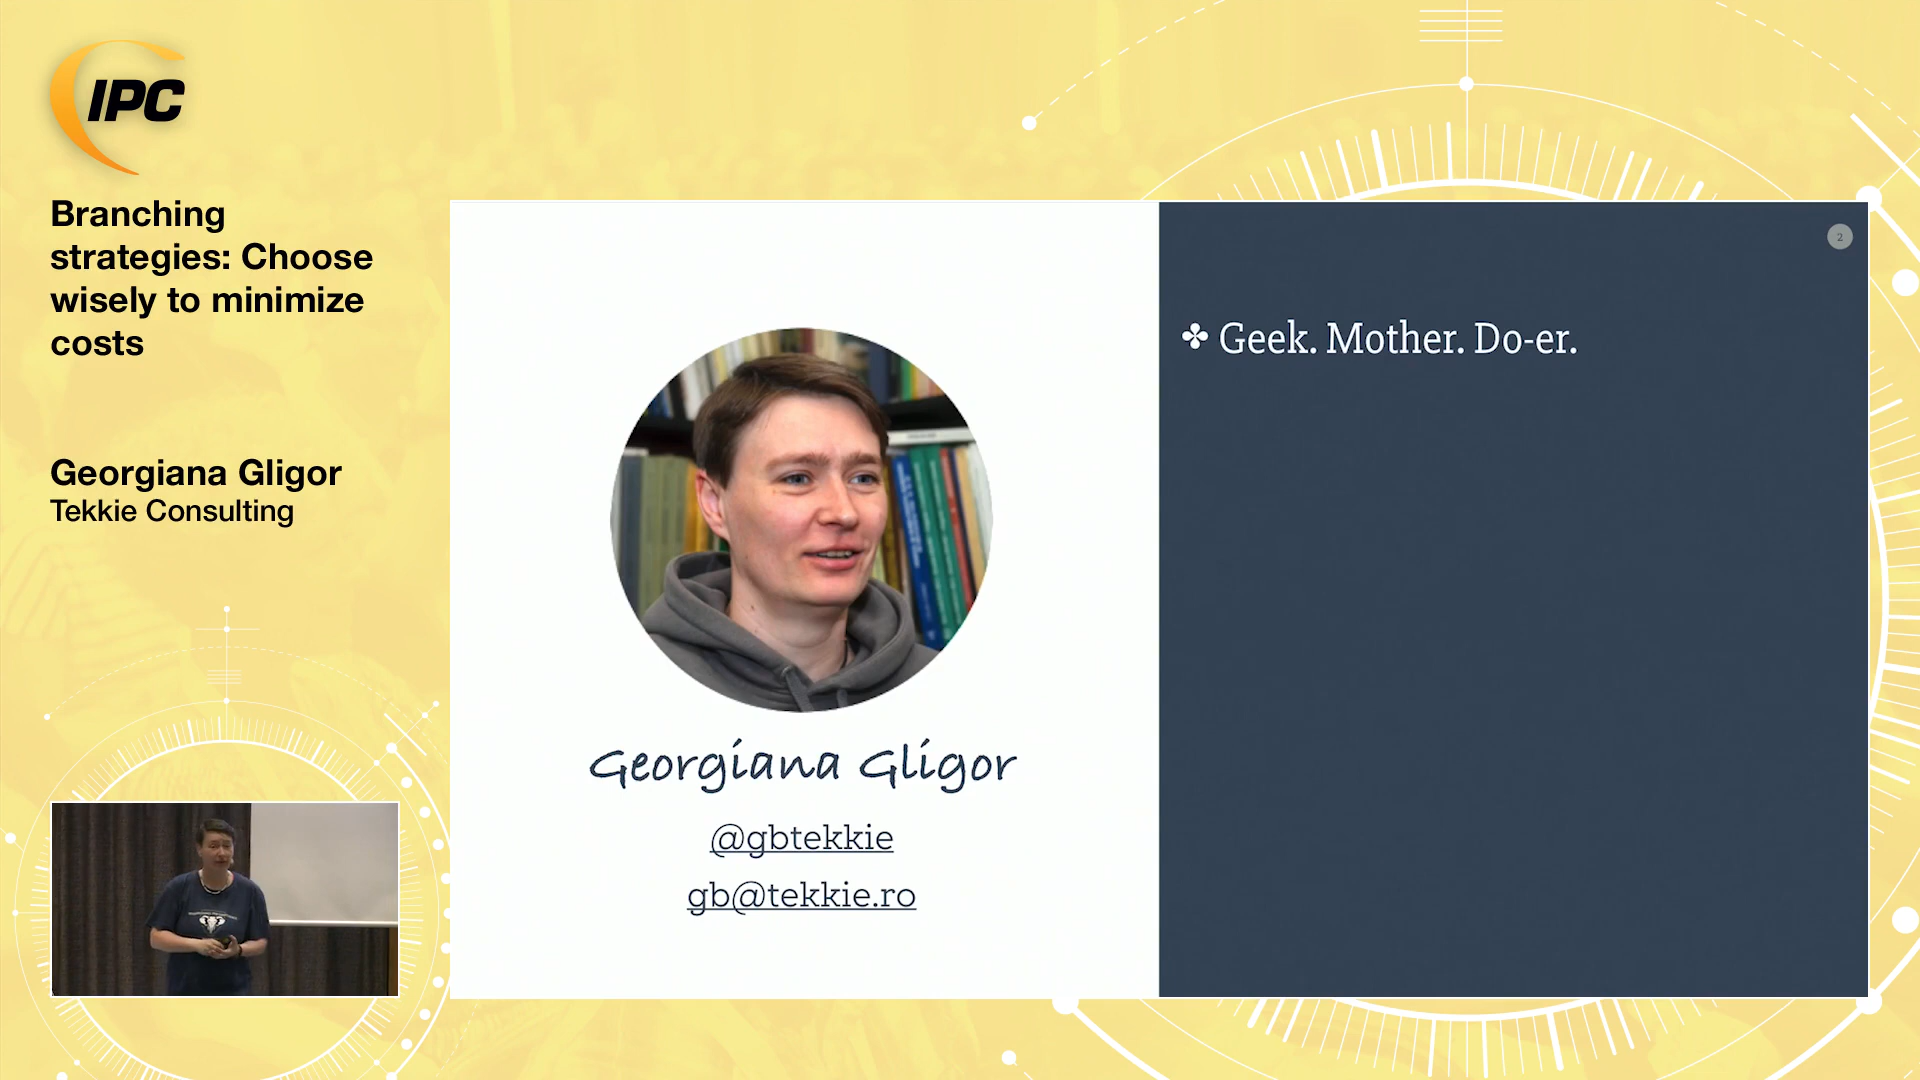 IPC
Branching
strategies: Choose
wisely to minimize
costs
Georgiana Gligor
Tekkie Consulting
2
✤ Geek. Mother. Do-er.
Georgiana Gligor
@gbtekkie
gb@tekkie.ro